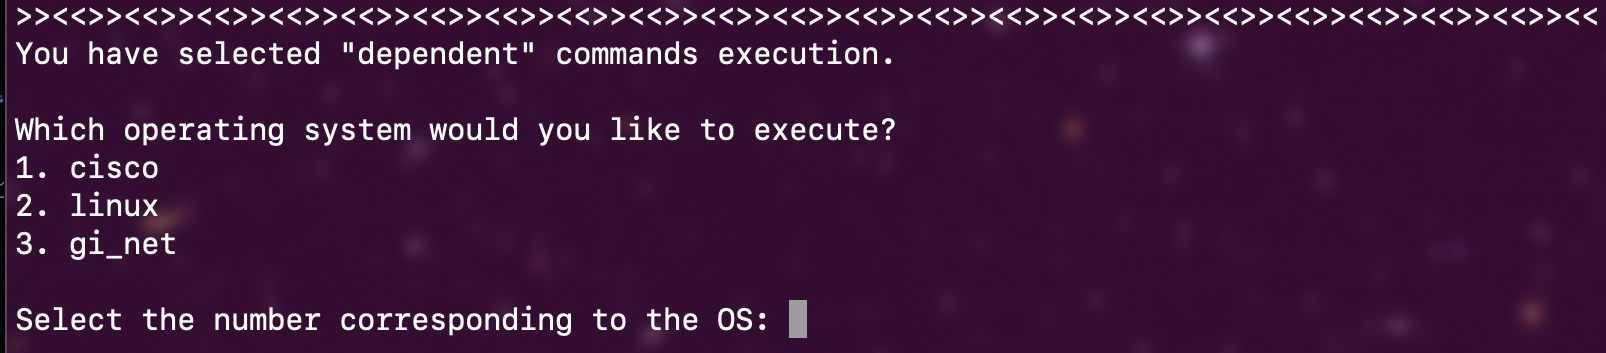 >><<>><<>><<>><<>><<>><<>><<>><<>><<>><<>><<>><<>><<>><<>><<>><<>><<>><<>><<>><<>><<>><<
You have selected "dependent" commands execution.
Which operating system would you like to execute?
1. cisco
2. linux
3. gi_net
Select the number corresponding to the OS: